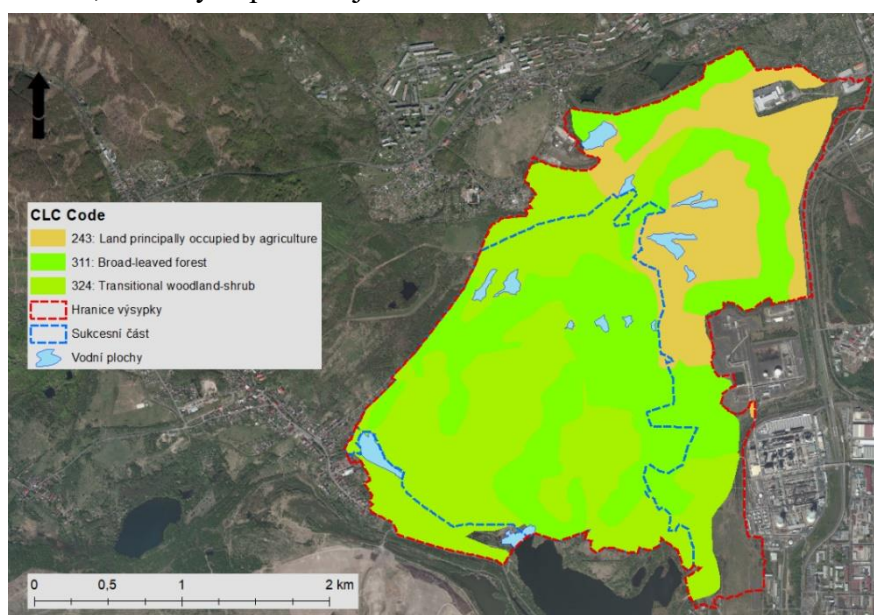 CLC Code
243: Land principally occupied by agriculture
311: Broad-leaved forest
324: Transitional woodland-shrub
Hranice výsypky
Sukcesní část
Vodní plochy
0 0,5 1 2 km